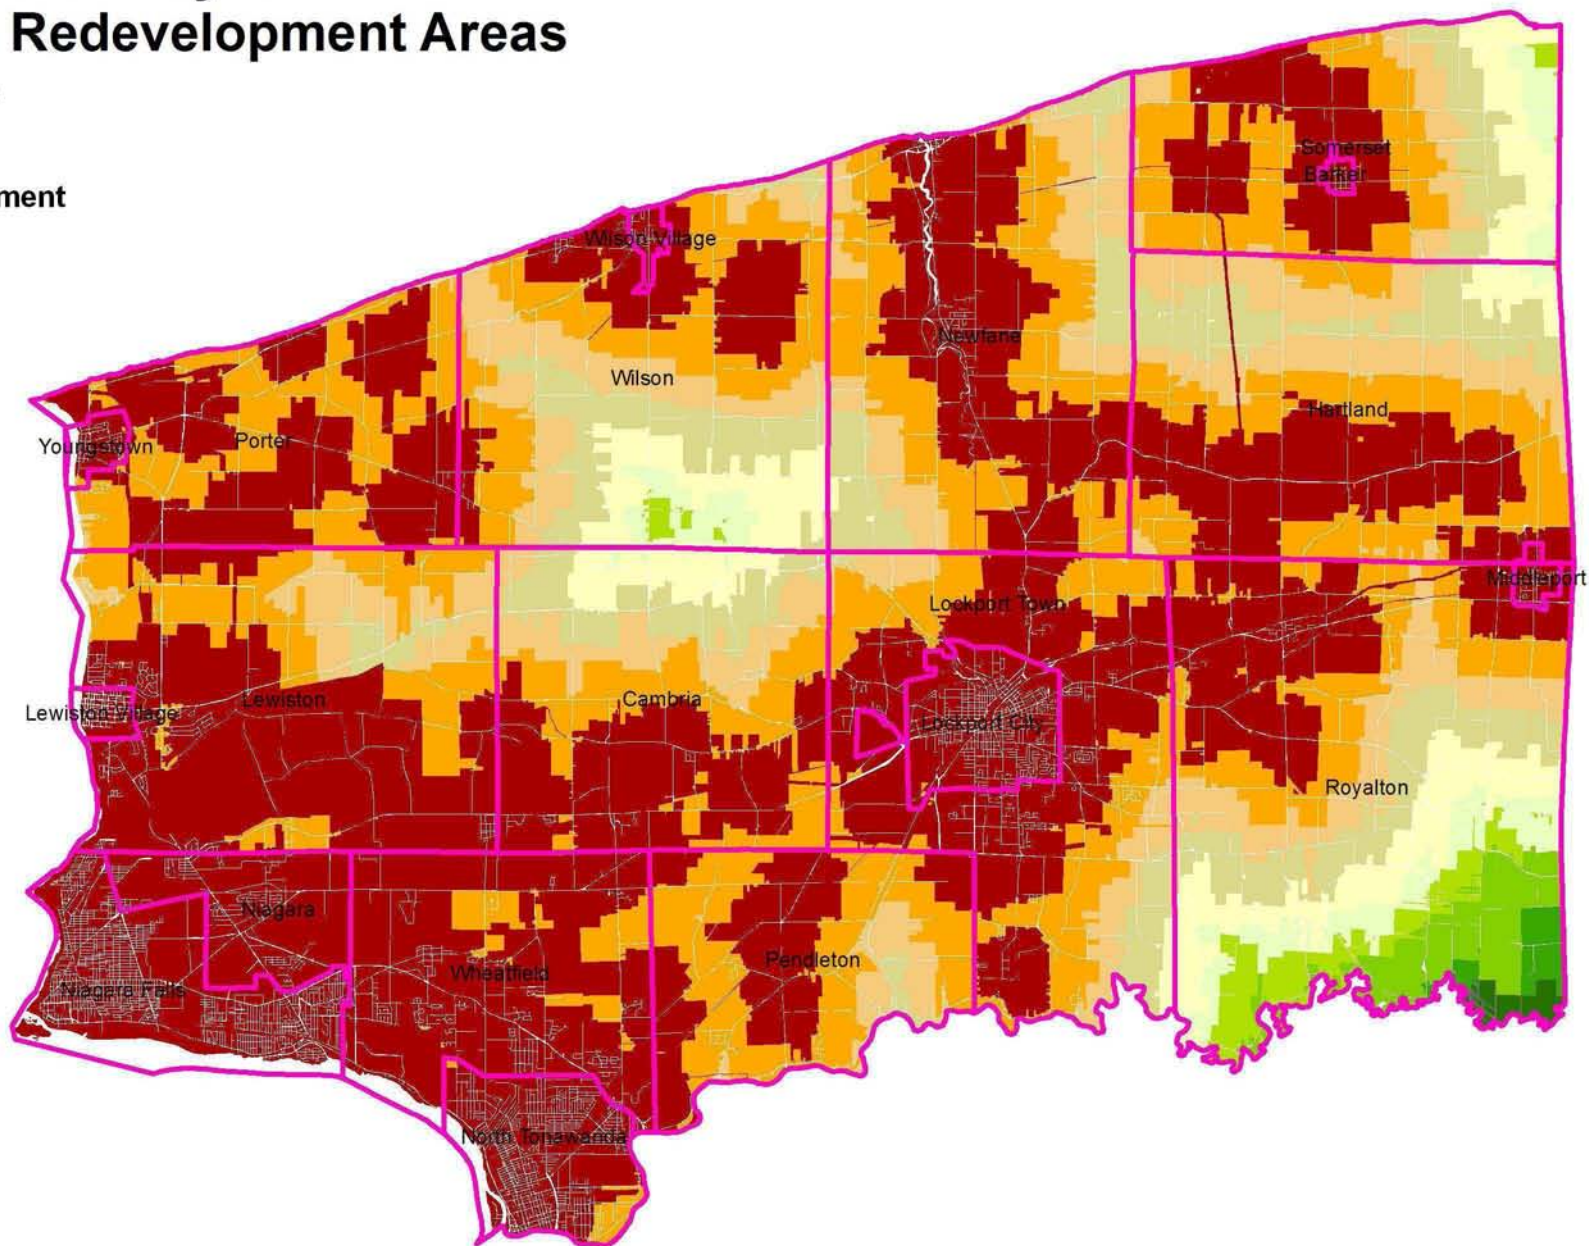 Redevelopment Areas
Somerset
Barker
ment
Wilson Village
Newfane
Wilson
Hartland
Youngstown
Porter
Middleport
Lockport Town
Lewiston
Cambria
Lewiston Village
Lockport City
Royalton
Niagara
Pendleton
Wheatfield
Niagara Falls
North Tonawanda